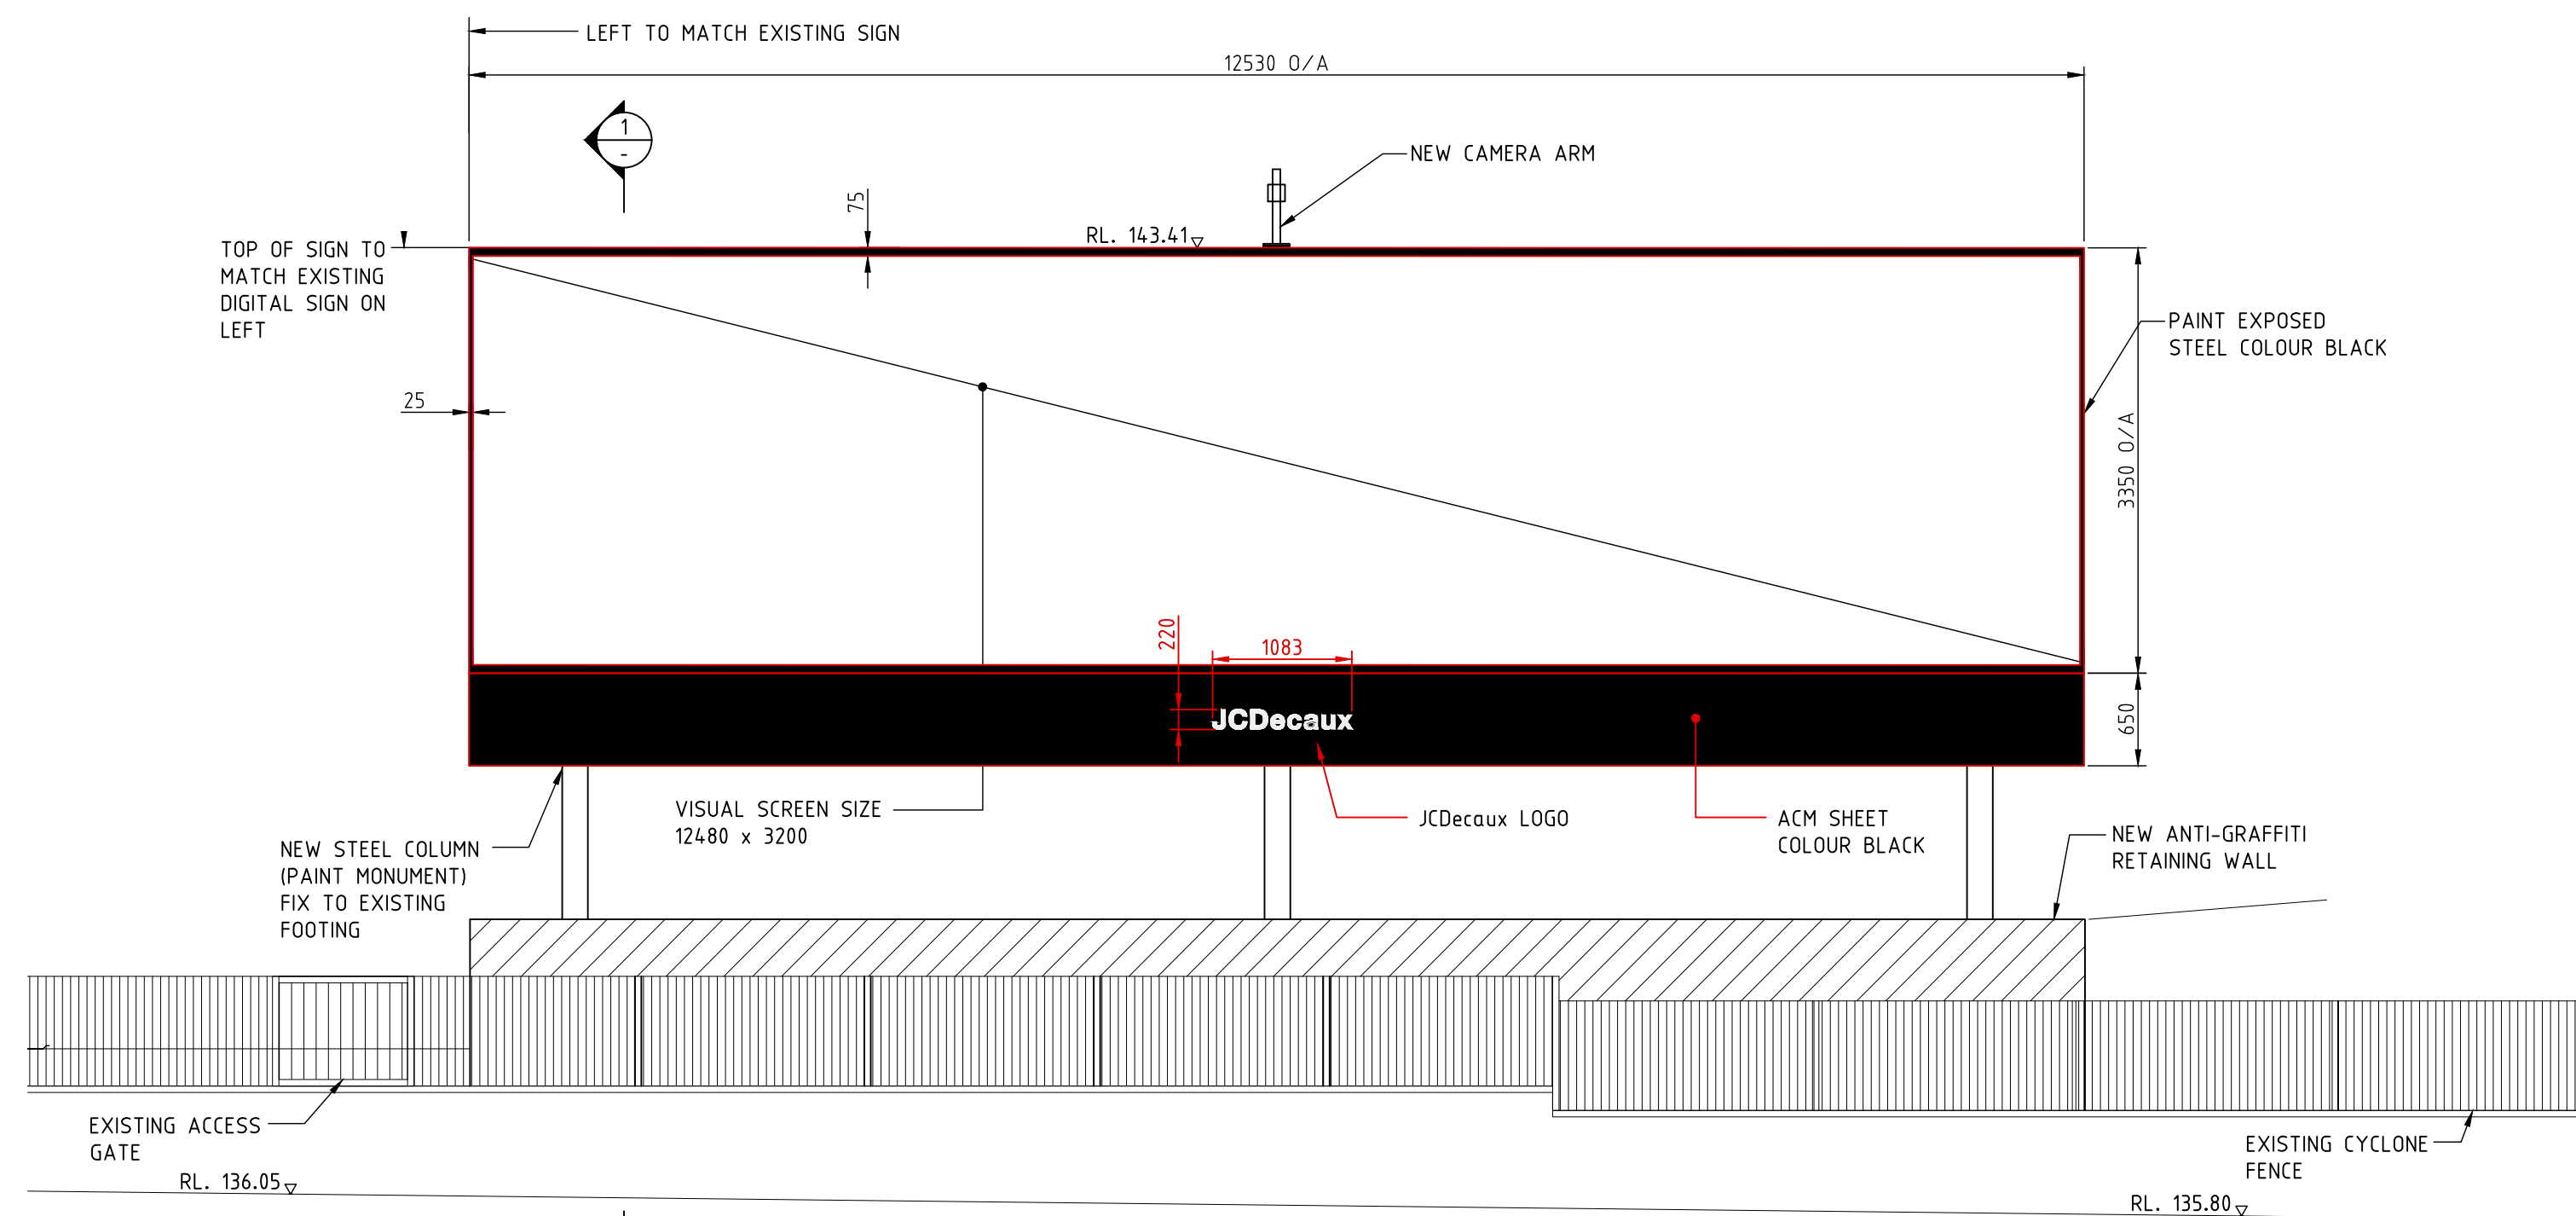 LEFT TO MATCH EXISTING SIGN
12530 O/A
1
-
NEW CAMERA ARM
75
RL. 143.41
TOP OF SIGN TO
MATCH EXISTING
DIGITAL SIGN ON
LEFT
PAINT EXPOSED
STEEL COLOUR BLACK
25
3350 O/A
220
1083
650
JCDecaux
VISUAL SCREEN SIZE
12480 x 3200
JCDecaux LOGO
ACM SHEET
COLOUR BLACK
NEW ANTI-GRAFFITI
RETAINING WALL
NEW STEEL COLUMN
(PAINT MONUMENT)
FIX TO EXISTING
FOOTING
EXISTING ACCESS
GATE
EXISTING CYCLONE
FENCE
RL. 136.05
RL. 135.80